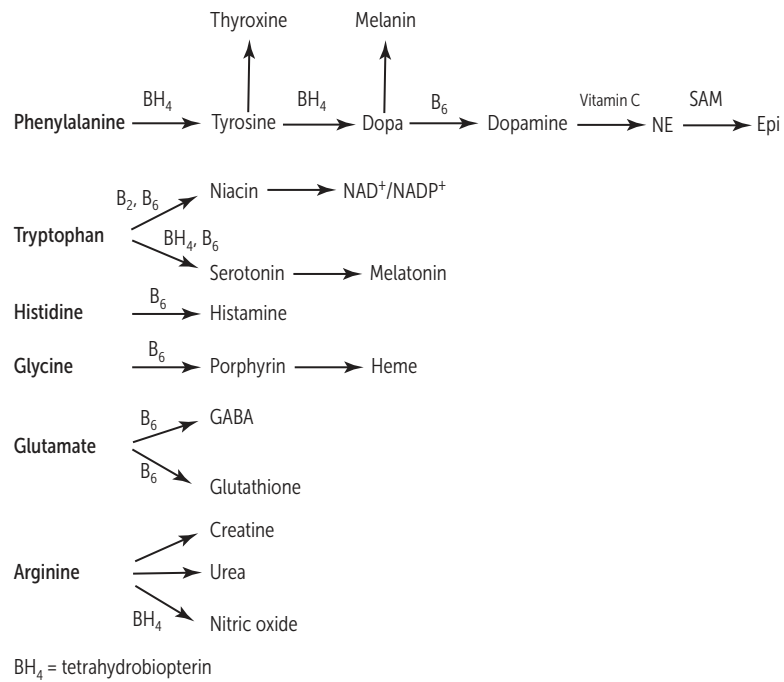 Thyroxine Melanin
BH₄ BH₄ B₆ Vitamin C SAM
Phenylalanine Tyrosine Dopa Dopamine NE Epi
B₂, B₆ Niacin NAD⁺/NADP⁺
Tryptophan
BH₄, B₆
Serotonin Melatonin
B₆
Histidine Histamine
B₆
Glycine Porphyrin Heme
B₆ GABA
Glutamate
B₆
Glutathione
Creatine
Arginine Urea
BH₄ Nitric oxide
BH₄ = tetrahydrobiopterin